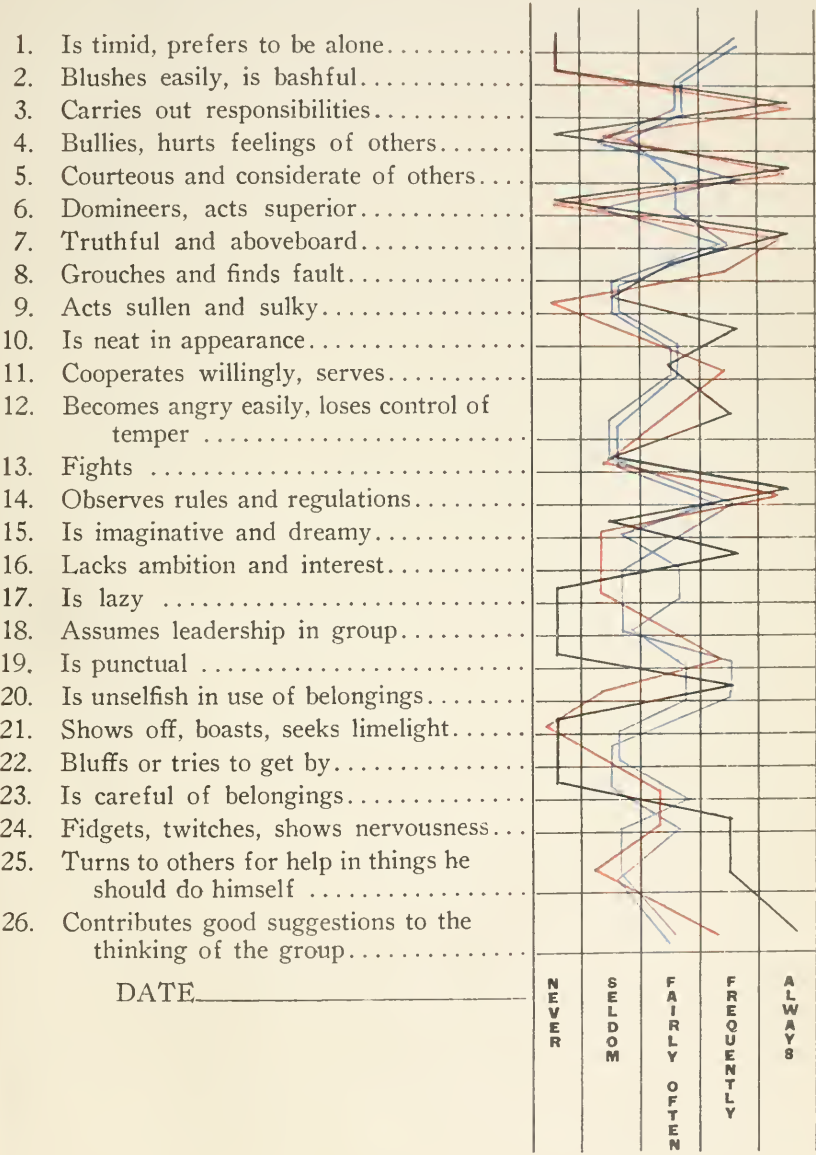 1. Is timid, prefers to be alone............
2. Blushes easily, is bashful..............
3. Carries out responsibilities.............
4. Bullies, hurts feelings of others.......
5. Courteous and considerate of others....
6. Domineers, acts superior..............
7. Truthful and aboveboard..............
8. Grouches and finds fault...............
9. Acts sullen and sulky.................
10. Is neat in appearance..................
11. Cooperates willingly, serves...........
12. Becomes angry easily, loses control of
temper ..........................
13. Fights ..............................
14. Observes rules and regulations.........
15. Is imaginative and dreamy.............
16. Lacks ambition and interest...........
17. Is lazy .............................
18. Assumes leadership in group..........
19. Is punctual ..........................
20. Is unselfish in use of belongings........
21. Shows off, boasts, seeks limelight......
22. Bluffs or tries to get by...............
23. Is careful of belongings...............
24. Fidgets, twitches, shows nervousness...
25. Turns to others for help in things he
should do himself .................
26. Contributes good suggestions to the
thinking of the group..............
DATE
NEVER
SELDOM
FAIRLY OFTEN
FREQUENTLY
ALWAYS